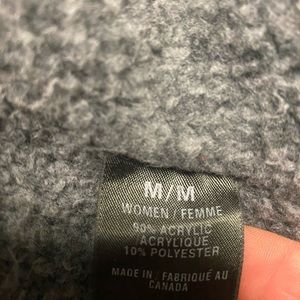 M/M
WOMEN / FEMME
90% ACRYLIC
ACRYLIQUE
10% POLYESTER
MADE IN / FABRIQUÉ AU
CANADA